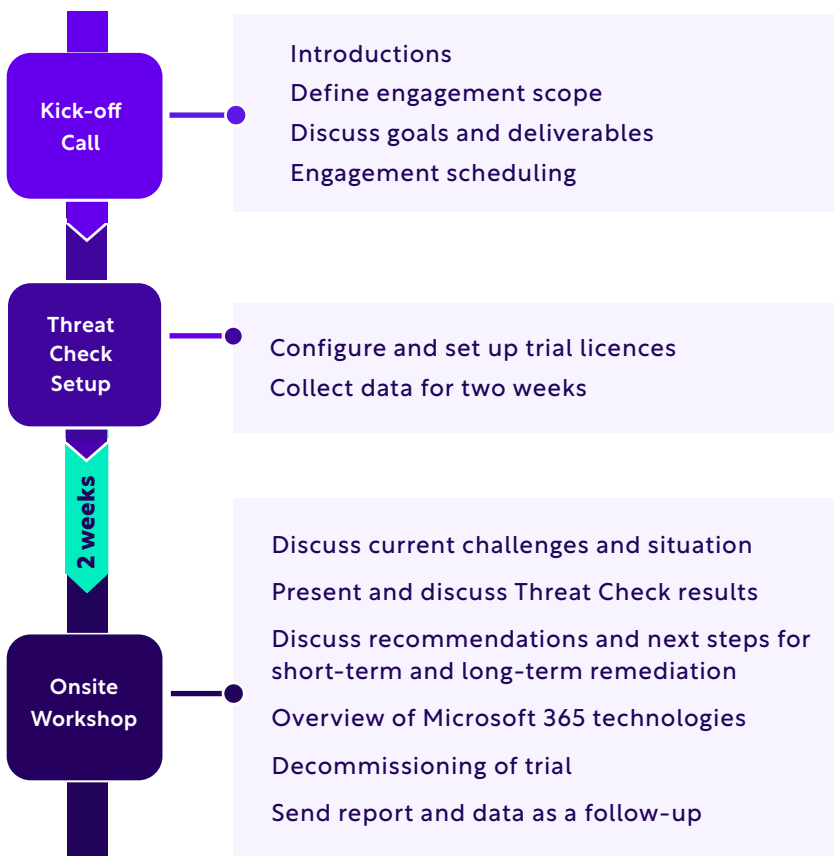 Kick-off
Call
Introductions
Define engagement scope
Discuss goals and deliverables
Engagement scheduling
Threat
Check
Setup
Configure and set up trial licences
Collect data for two weeks
2 weeks
Onsite
Workshop
Discuss current challenges and situation
Present and discuss Threat Check results
Discuss recommendations and next steps for
short-term and long-term remediation
Overview of Microsoft 365 technologies
Decommissioning of trial
Send report and data as a follow-up